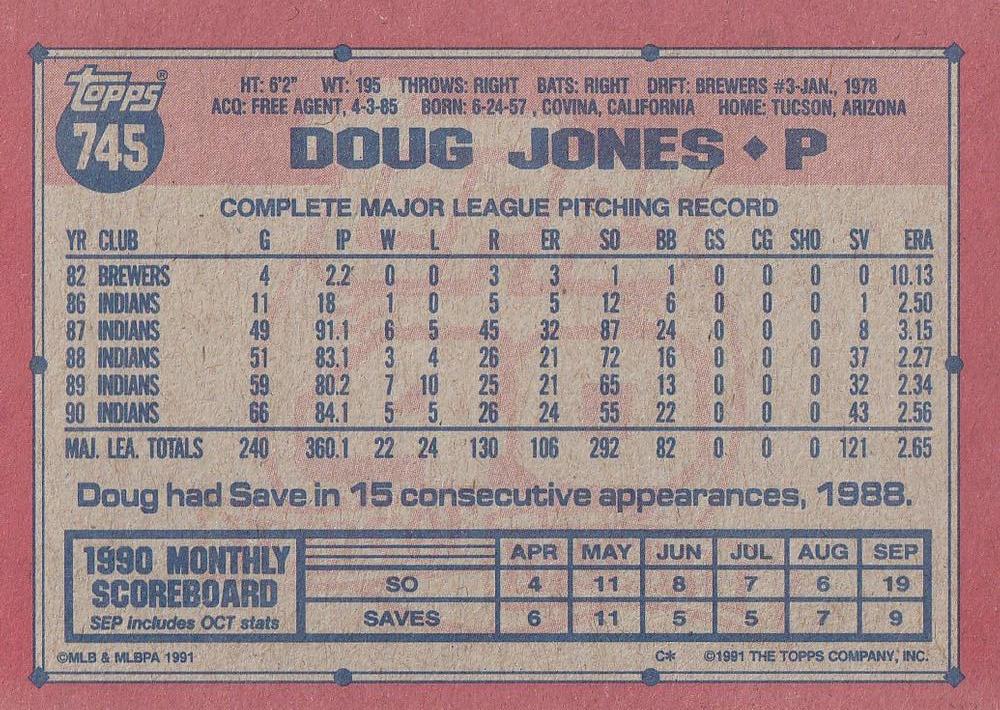 Topps®
745
HT: 6'2" WT: 195 THROWS: RIGHT BATS: RIGHT DRFT: BREWERS #3-JAN., 1978
ACQ: FREE AGENT, 4-3-85 BORN: 6-24-57 , COVINA, CALIFORNIA HOME: TUCSON, ARIZONA
DOUG JONES ◆ P
COMPLETE MAJOR LEAGUE PITCHING RECORD
YR CLUB G IP W L R ER SO BB GS CG SHO SV ERA
82 BREWERS 4 2.2 0 0 3 3 1 1 0 0 0 0 10.13
86 INDIANS 11 18 1 0 5 5 12 6 0 0 0 1 2.50
87 INDIANS 49 91.1 6 5 45 32 87 24 0 0 0 8 3.15
88 INDIANS 51 83.1 3 4 26 21 72 16 0 0 0 37 2.27
89 INDIANS 59 80.2 7 10 25 21 65 13 0 0 0 32 2.34
90 INDIANS 66 84.1 5 5 26 24 55 22 0 0 0 43 2.56
MAJ. LEA. TOTALS 240 360.1 22 24 130 106 292 82 0 0 0 121 2.65
Doug had Save in 15 consecutive appearances, 1988.
1990 MONTHLY
SCOREBOARD
SEP includes OCT stats
APR MAY JUN JUL AUG SEP
SO 4 11 8 7 6 19
SAVES 6 11 5 5 7 9
©MLB & MLBPA 1991 C* ©1991 THE TOPPS COMPANY, INC.